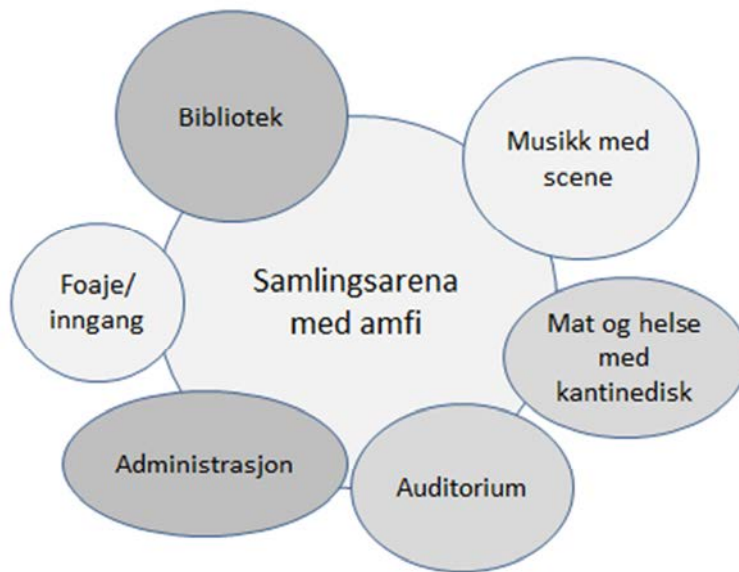 Bibliotek
Musikk med
scene
Samlingsarena
med amfi
Foaje/
inngang
Mat og helse
med
kantinedisk
Administrasjon
Auditorium